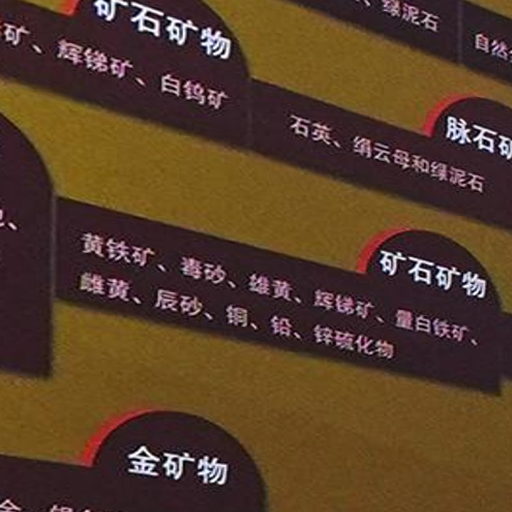 绿泥石
自然
矿石矿物
矿、辉锑矿、白钨矿
石英、绢云母和绿泥石
脉石矿
矿石矿物
黄铁矿、毒砂、雄黄、辉锑矿、量白铁矿、
雌黄、辰砂、铜、铅、锌硫化物
金矿物